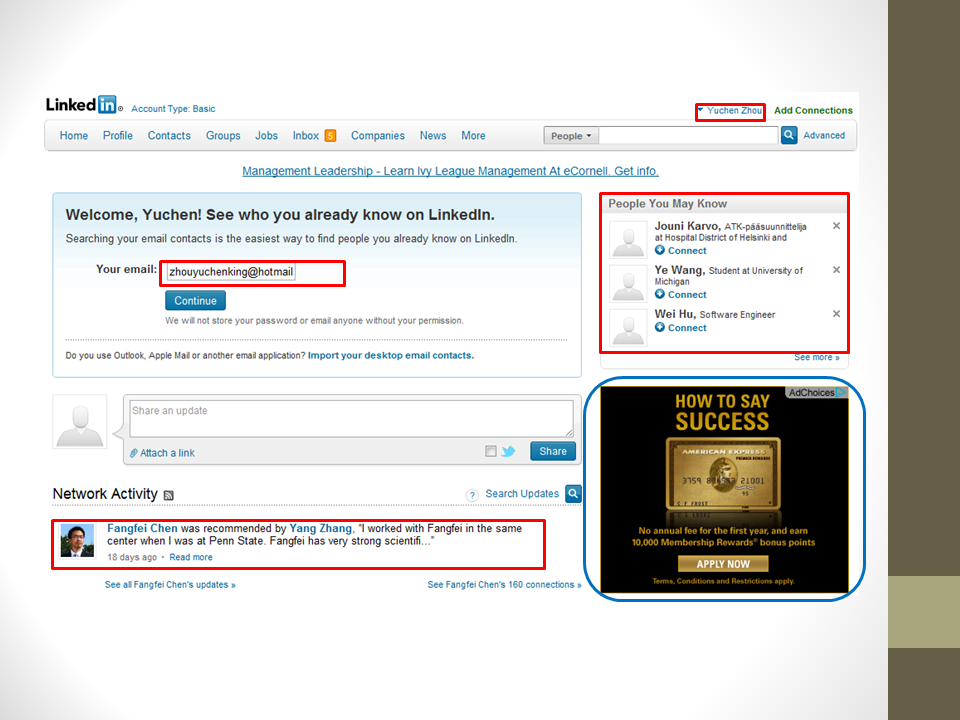 Linked in
Account Type: Basic
Yuchen Zhou
Add Connections
Home Profile Contacts Groups Jobs Inbox 5 Companies News More
People
Advanced
Management Leadership - Learn Ivy League Management At eCornell. Get info.
Welcome, Yuchen! See who you already know on LinkedIn.
Searching your email contacts is the easiest way to find people you already know on LinkedIn.
Your email: zhouyuchenking@hotmail
Continue
We will not store your password or email anyone without your permission.
Do you use Outlook, Apple Mail or another email application? Import your desktop email contacts.
People You May Know
Jouni Karvo, ATK-pääsuunnittelija
at Hospital District of Helsinki and
Connect
Ye Wang, Student at University of
Michigan
Connect
Wei Hu, Software Engineer
Connect
See more »
Share an update
Attach a link
Share
Network Activity
? Search Updates
Fangfei Chen was recommended by Yang Zhang, "I worked with Fangfei in the same
center when I was at Penn State. Fangfei has very strong scientifi..."
18 days ago • Read more
See all Fangfei Chen's updates »
See Fangfei Chen's 160 connections »
AdChoices
HOW TO SAY
SUCCESS
AMERICAN EXPRESS
PREMIER REWARDS
95
C F FROST
No annual fee for the first year, and earn
10,000 Membership Rewards® bonus points
APPLY NOW
Terms, Conditions and Restrictions apply.